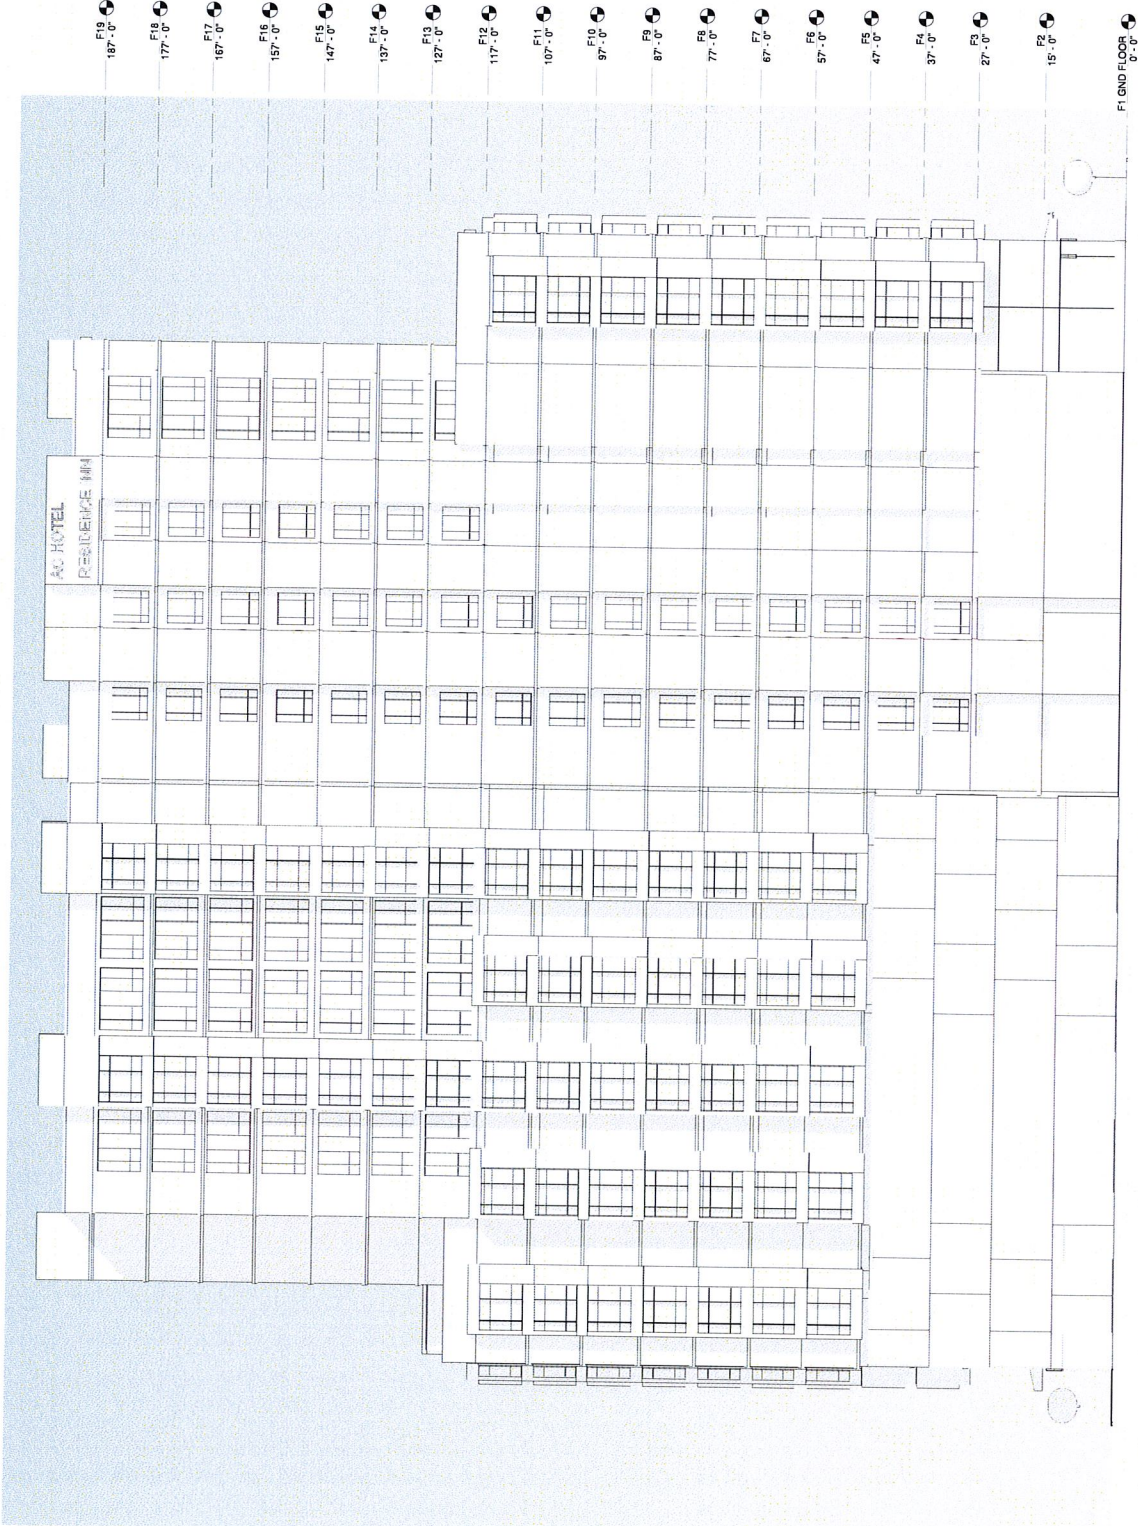 F19
187' - 0"
F18
177' - 0"
F17
167' - 0"
F16
157' - 0"
F15
147' - 0"
F14
137' - 0"
F13
127' - 0"
F12
117' - 0"
F11
107' - 0"
F10
97' - 0"
F9
87' - 0"
F8
77' - 0"
F7
67' - 0"
F6
57' - 0"
F5
47' - 0"
F4
37' - 0"
F3
27' - 0"
F2
15' - 0"
F1 GND FLOOR
0' - 0"
AC HOTEL
RESIDENCE INN